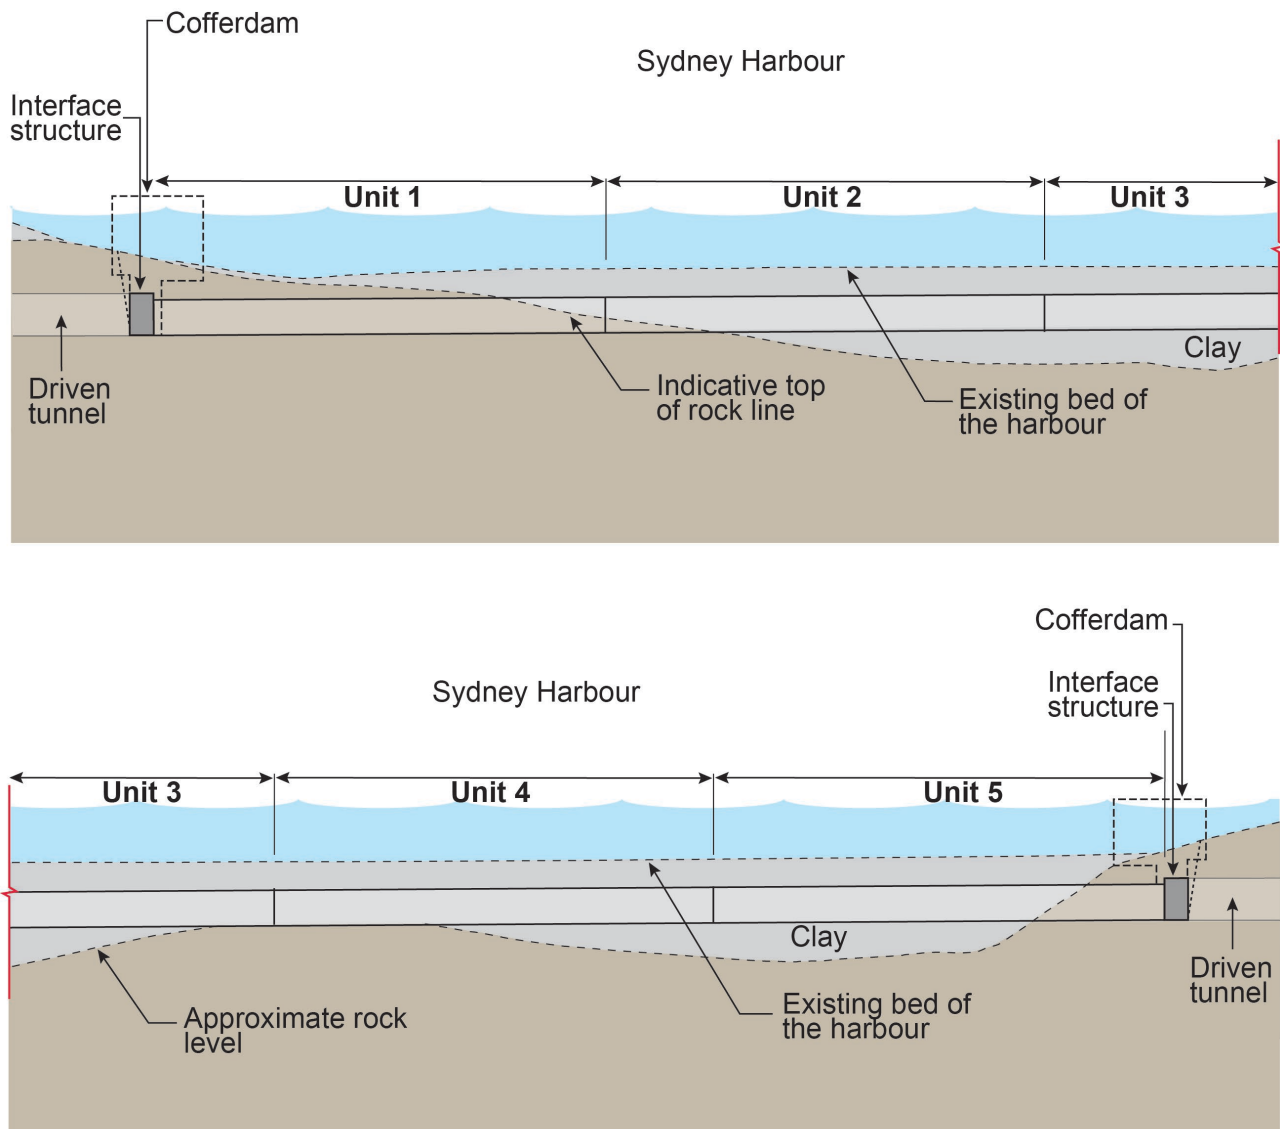 Cofferdam
Sydney Harbour
Interface
structure
Unit 1
Unit 2
Unit 3
Clay
Driven
tunnel
Indicative top
of rock line
Existing bed of
the harbour
Cofferdam
Sydney Harbour
Interface
structure
Unit 3
Unit 4
Unit 5
Clay
Driven
tunnel
Approximate rock
level
Existing bed of
the harbour